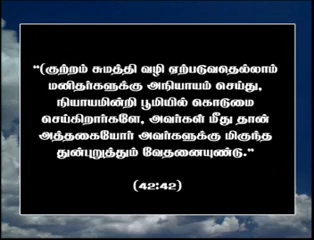 “(குற்றம் சுமத்தி வழி ஏற்படுவதெல்லாம்
மனிதர்களுக்கு அநியாயம் செய்து,
நியாயமின்றி பூமியில் கொடுமை
செய்கிறார்களே, அவர்கள் மீது தான்
அத்தகையோர் அவர்களுக்கு மிகுந்த
துன்புறுத்தும் வேதனையுண்டு.”
(42:42)